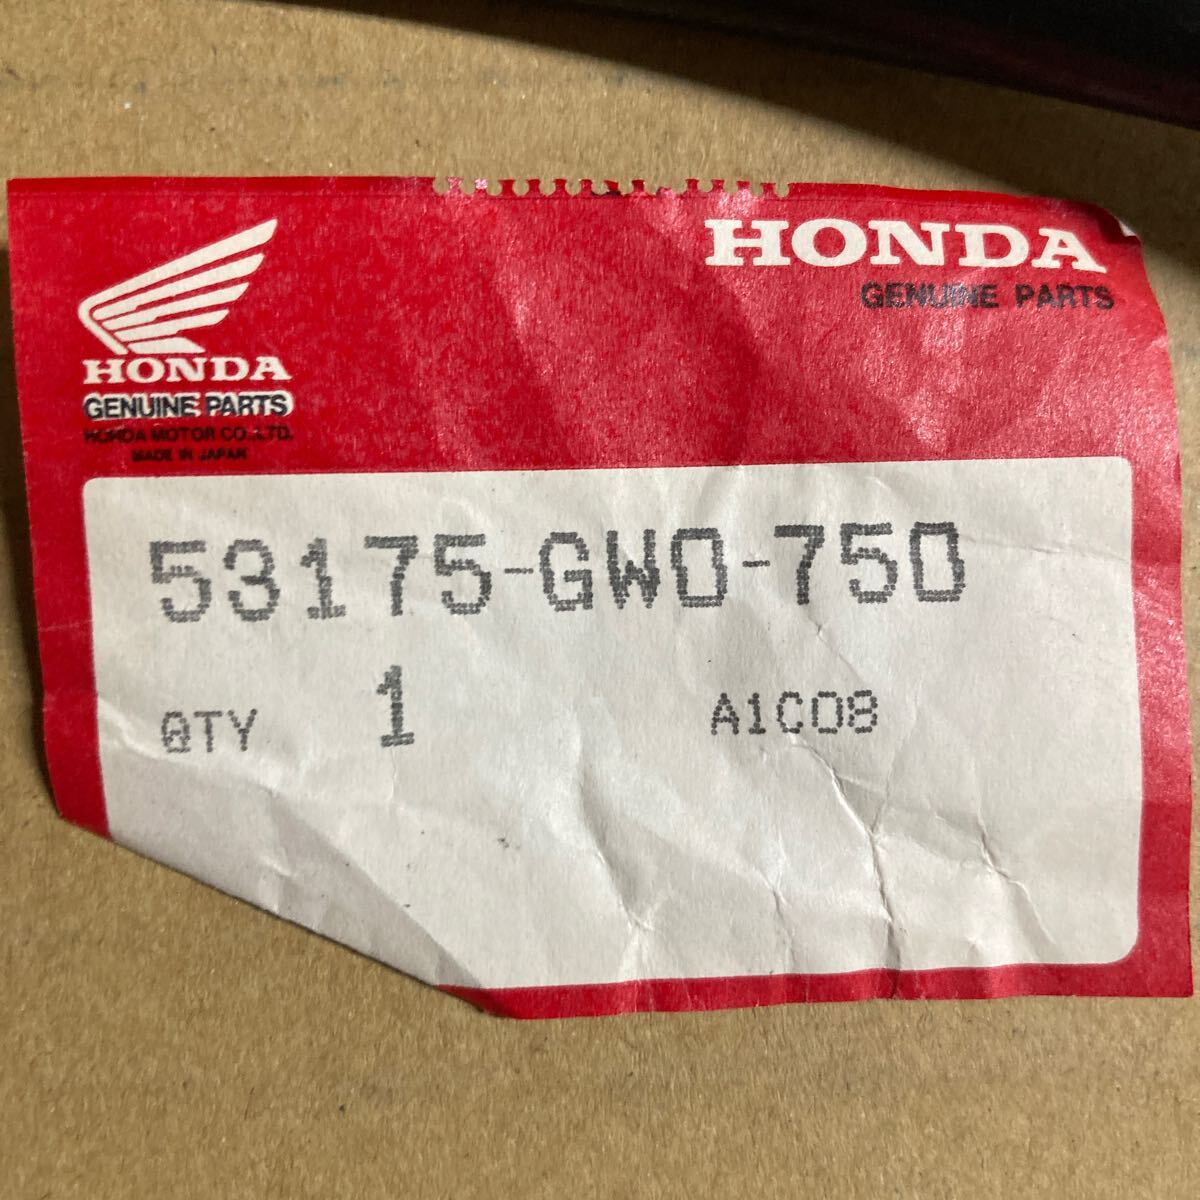 HONDA
GENUINE PARTS
HONDA
GENUINE PARTS
HONDA MOTOR CO.,LTD.
MADE IN JAPAN
53175-GW0-750
QTY 1 A1C08